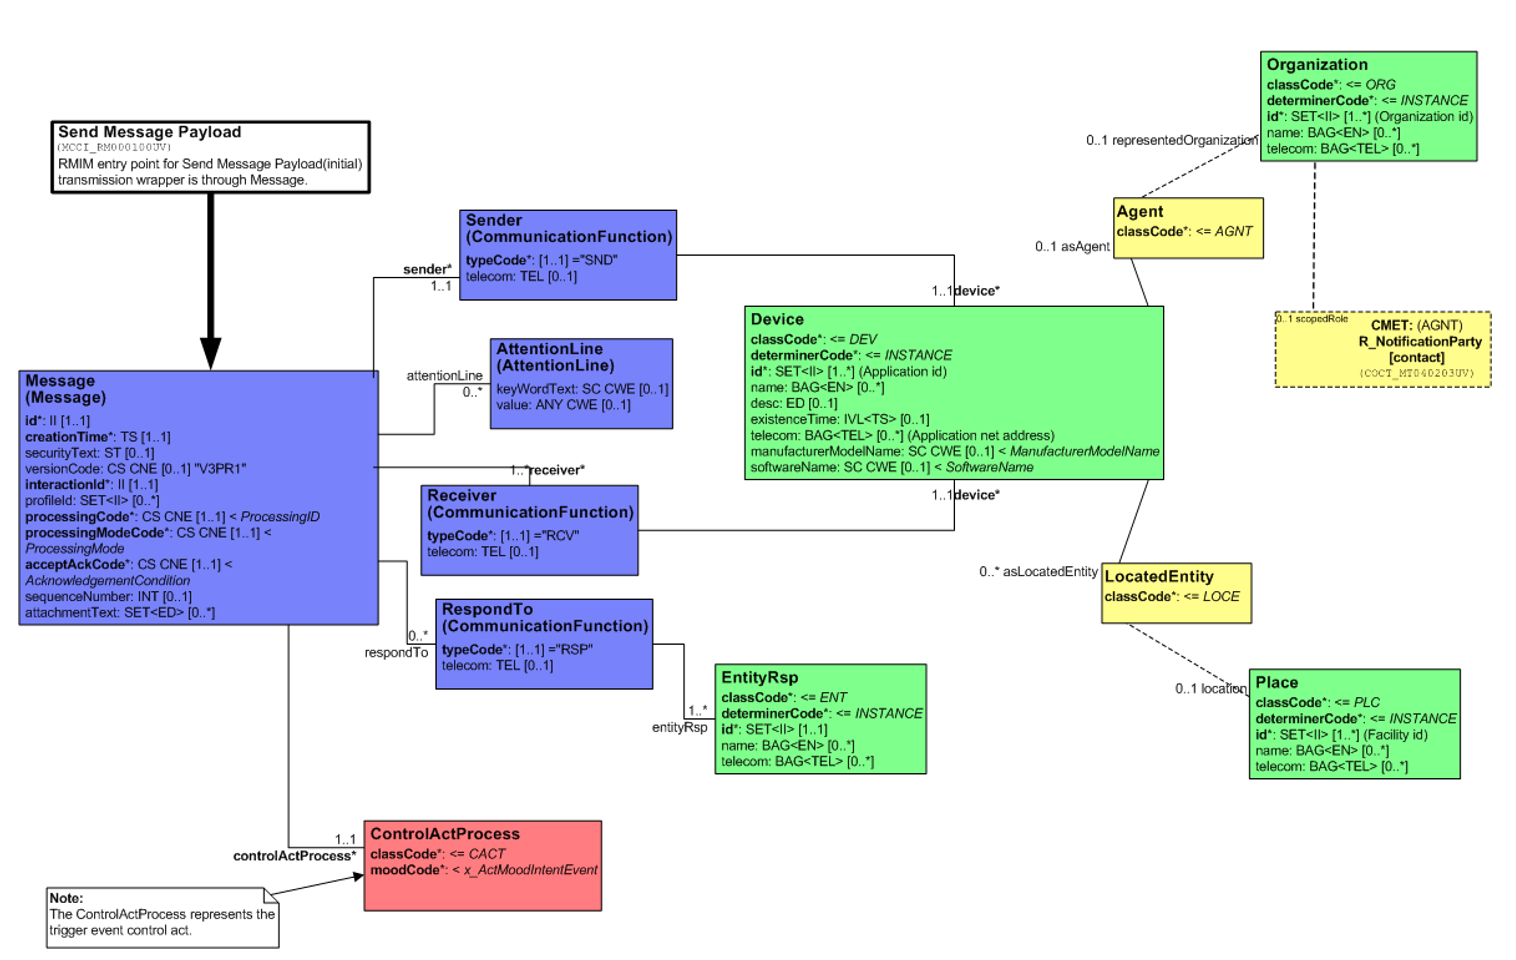 Send Message Payload
(MCCI_RM000100UV)
RMIM entry point for Send Message Payload(initial)
transmission wrapper is through Message.
Message
(Message)
id*: II [1..1]
creationTime*: TS [1..1]
securityText: ST [0..1]
versionCode: CS CNE [0..1] "V3PR1"
interactionId*: II [1..1]
profileId: SET<II> [0..*]
processingCode*: CS CNE [1..1] < ProcessingID
processingModeCode*: CS CNE [1..1] <
ProcessingMode
acceptAckCode*: CS CNE [1..1] <
AcknowledgementCondition
sequenceNumber: INT [0..1]
attachmentText: SET<ED> [0..*]
sender*
1..1
Sender
(CommunicationFunction)
typeCode*: [1..1] ="SND"
telecom: TEL [0..1]
attentionLine
0..*
AttentionLine
(AttentionLine)
keyWordText: SC CWE [0..1]
value: ANY CWE [0..1]
1..*receiver*
Receiver
(CommunicationFunction)
typeCode*: [1..1] ="RCV"
telecom: TEL [0..1]
0..*
respondTo
RespondTo
(CommunicationFunction)
typeCode*: [1..1] ="RSP"
telecom: TEL [0..1]
1..*
entityRsp
EntityRsp
classCode*: <= ENT
determinerCode*: <= INSTANCE
id*: SET<II> [1..1]
name: BAG<EN> [0..*]
telecom: BAG<TEL> [0..*]
1..1
controlActProcess*
ControlActProcess
classCode*: <= CACT
moodCode*: < x_ActMoodIntentEvent
Note:
The ControlActProcess represents the
trigger event control act.
1..1device*
Device
classCode*: <= DEV
determinerCode*: <= INSTANCE
id*: SET<II> [1..*] (Application id)
name: BAG<EN> [0..*]
desc: ED [0..1]
existenceTime: IVL<TS> [0..1]
telecom: BAG<TEL> [0..*] (Application net address)
manufacturerModelName: SC CWE [0..1] < ManufacturerModelName
softwareName: SC CWE [0..1] < SoftwareName
1..1device*
0..1 asAgent
Agent
classCode*: <= AGNT
0..1 representedOrganization
Organization
classCode*: <= ORG
determinerCode*: <= INSTANCE
id*: SET<II> [1..*] (Organization id)
name: BAG<EN> [0..*]
telecom: BAG<TEL> [0..*]
0..1 scopedRole
CMET: (AGNT)
R_NotificationParty
[contact]
(COCT_MT040203UV)
0..* asLocatedEntity
LocatedEntity
classCode*: <= LOCE
0..1 location
Place
classCode*: <= PLC
determinerCode*: <= INSTANCE
id*: SET<II> [1..*] (Facility id)
name: BAG<EN> [0..*]
telecom: BAG<TEL> [0..*]